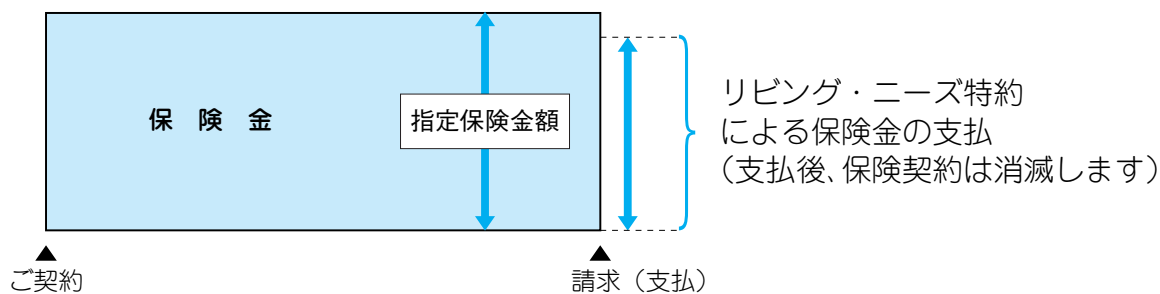 保 険 金
指定保険金額
リビング・ニーズ特約
による保険金の支払
(支払後、保険契約は消滅します)
▲
ご契約
▲
請求(支払)